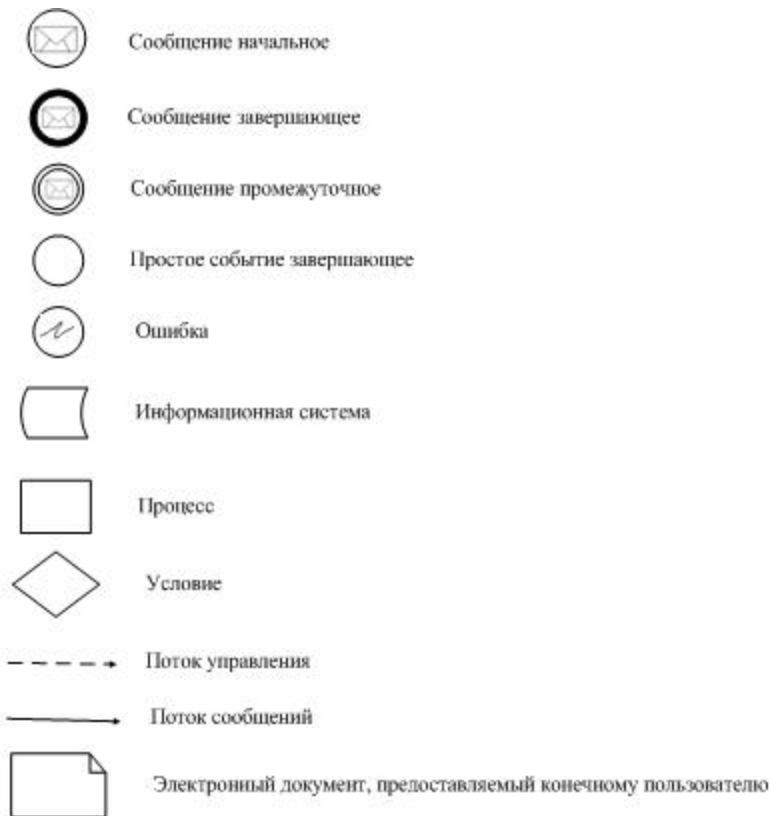 Сообщение начальное
Сообщение завершающее
Сообщение промежуточное
Простое событие завершающее
Ошибка
Информационная система
Процесс
Условие
Поток управления
Поток сообщений
Электронный документ, предоставляемый конечному пользователю